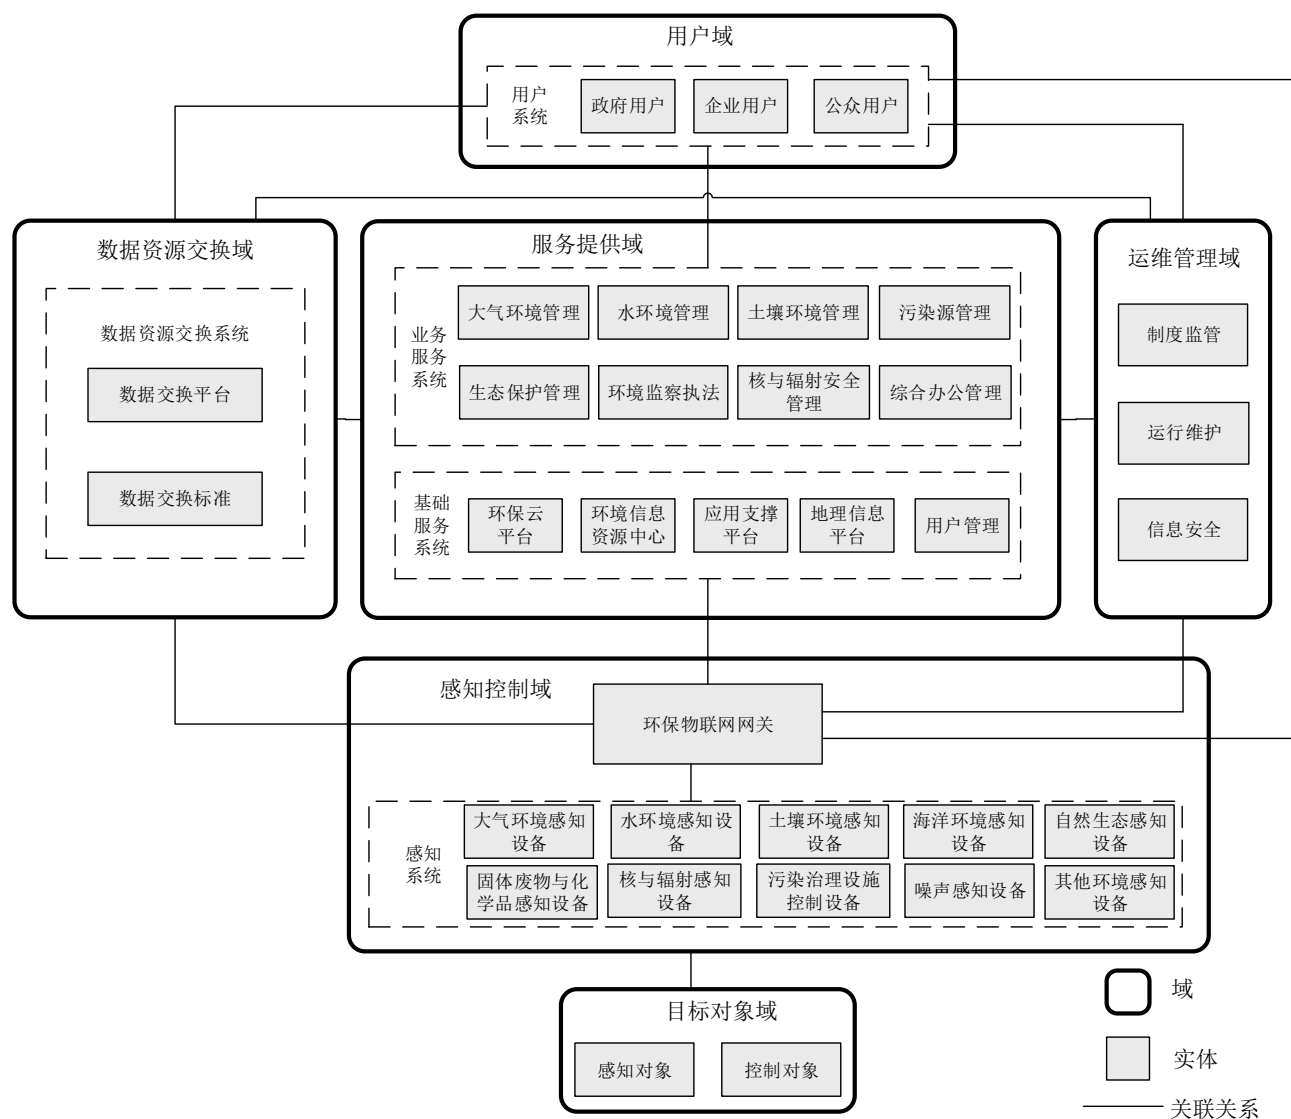 用户域
用户
系统
政府用户
企业用户
公众用户
数据资源交换域
数据资源交换系统
数据交换平台
数据交换标准
服务提供域
业务
服务
系统
大气环境管理
水环境管理
土壤环境管理
污染源管理
生态保护管理
环境监察执法
核与辐射安全
管理
综合办公管理
基础
服务
系统
环保云
平台
环境信息
资源中心
应用支撑
平台
地理信息
平台
用户管理
运维管理域
制度监管
运行维护
信息安全
感知控制域
环保物联网网关
感知
系统
大气环境感知
设备
水环境感知设
备
土壤环境感知
设备
海洋环境感知
设备
自然生态感知
设备
固体废物与化
学品感知设备
核与辐射感知
设备
污染治理设施
控制设备
噪声感知设备
其他环境感知
设备
目标对象域
感知对象
控制对象
域
实体
关联关系